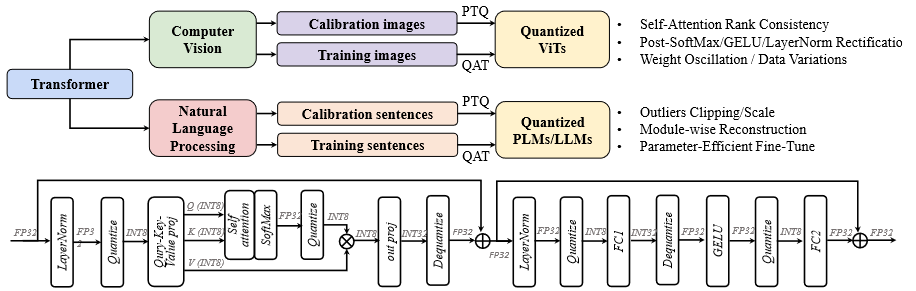 Transformer
Computer
Vision
Calibration images
Training images
PTQ
QAT
Quantized
ViTs
• Self-Attention Rank Consistency
• Post-SoftMax/GELU/LayerNorm Rectificatio
• Weight Oscillation / Data Variations
Natural
Language
Processing
Calibration sentences
Training sentences
PTQ
QAT
Quantized
PLMs/LLMs
• Outliers Clipping/Scale
• Module-wise Reconstruction
• Parameter-Efficient Fine-Tune
FP32
LayerNorm
FP3
2
Quantize
INT8
Qury-Key-
Value proj
Q (INT8)
K (INT8)
V (INT8)
Self
attention
SoftMax
FP32
Quantize
INT8
INT8
out proj
INT32
Dequantize
FP32
FP32
LayerNorm
FP32
Quantize
INT8
FC1
INT32
Dequantize
FP32
GELU
FP32
Quantize
INT8
FC2
FP32
FP32